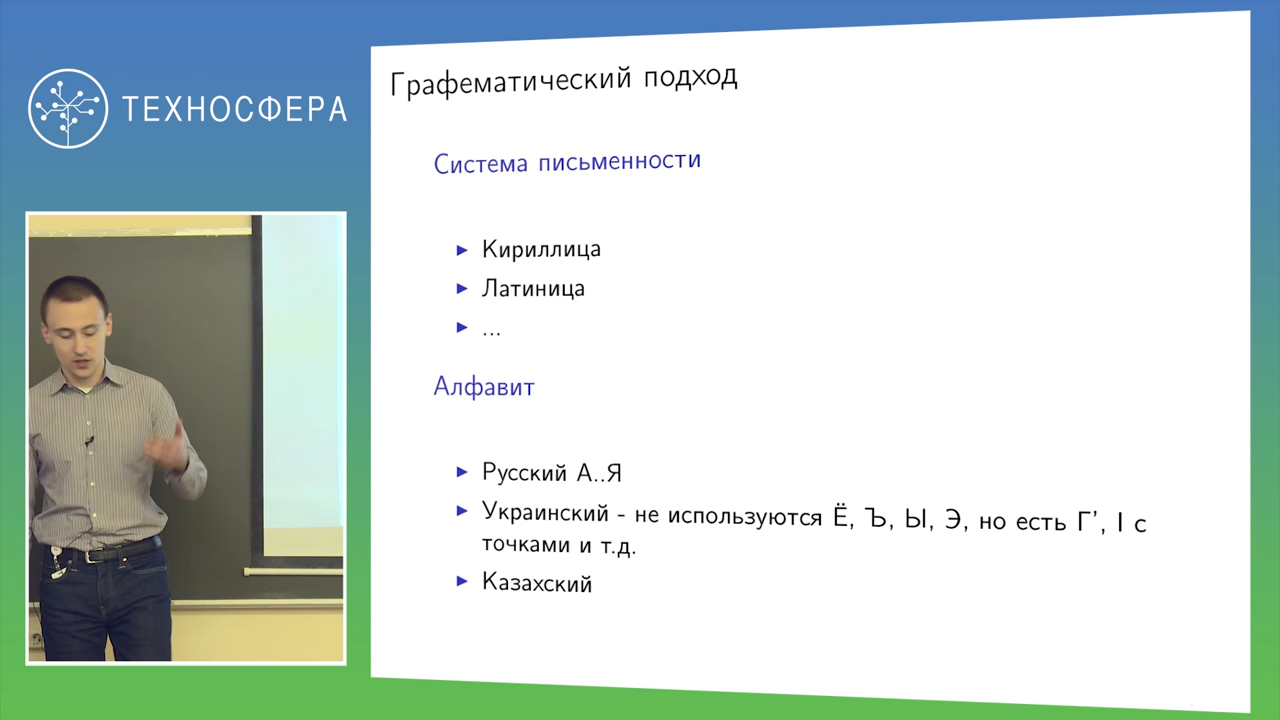 ТЕХНОСФЕРА
Графематический подход
Система письменности
▶ Кириллица
▶ Латиница
▶ ...
Алфавит
▶ Русский А..Я
▶ Украинский - не используются Ё, Ъ, Ы, Э, но есть Г’, І с
точками и т.д.
▶ Казахский